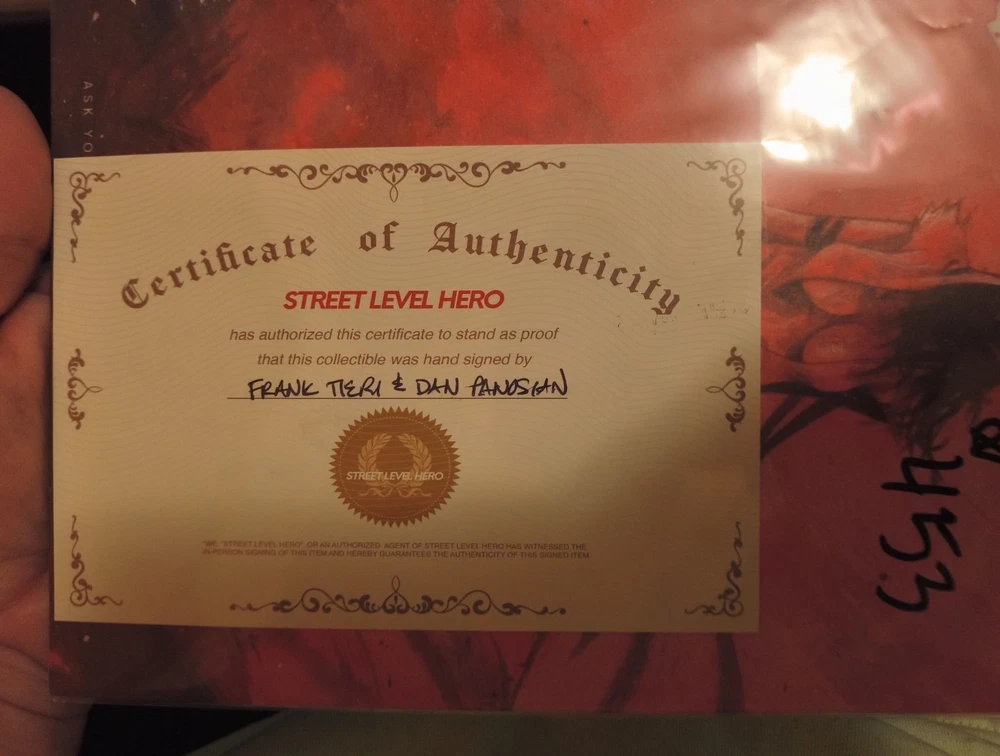 ASK YO
Certificate of Authenticity
STREET LEVEL HERO
has authorized this certificate to stand as proof
that this collectible was hand signed by
FRANK TIERI & DAN PANOSIAN
STREET LEVEL HERO
"WE, "STREET LEVEL HERO", OR AN AUTHORIZED AGENT OF STREET LEVEL HERO HAS WITNESSED THE
IN-PERSON SIGNING OF THIS ITEM AND HEREBY GUARANTEES THE AUTHENTICITY OF THIS SIGNED ITEM.